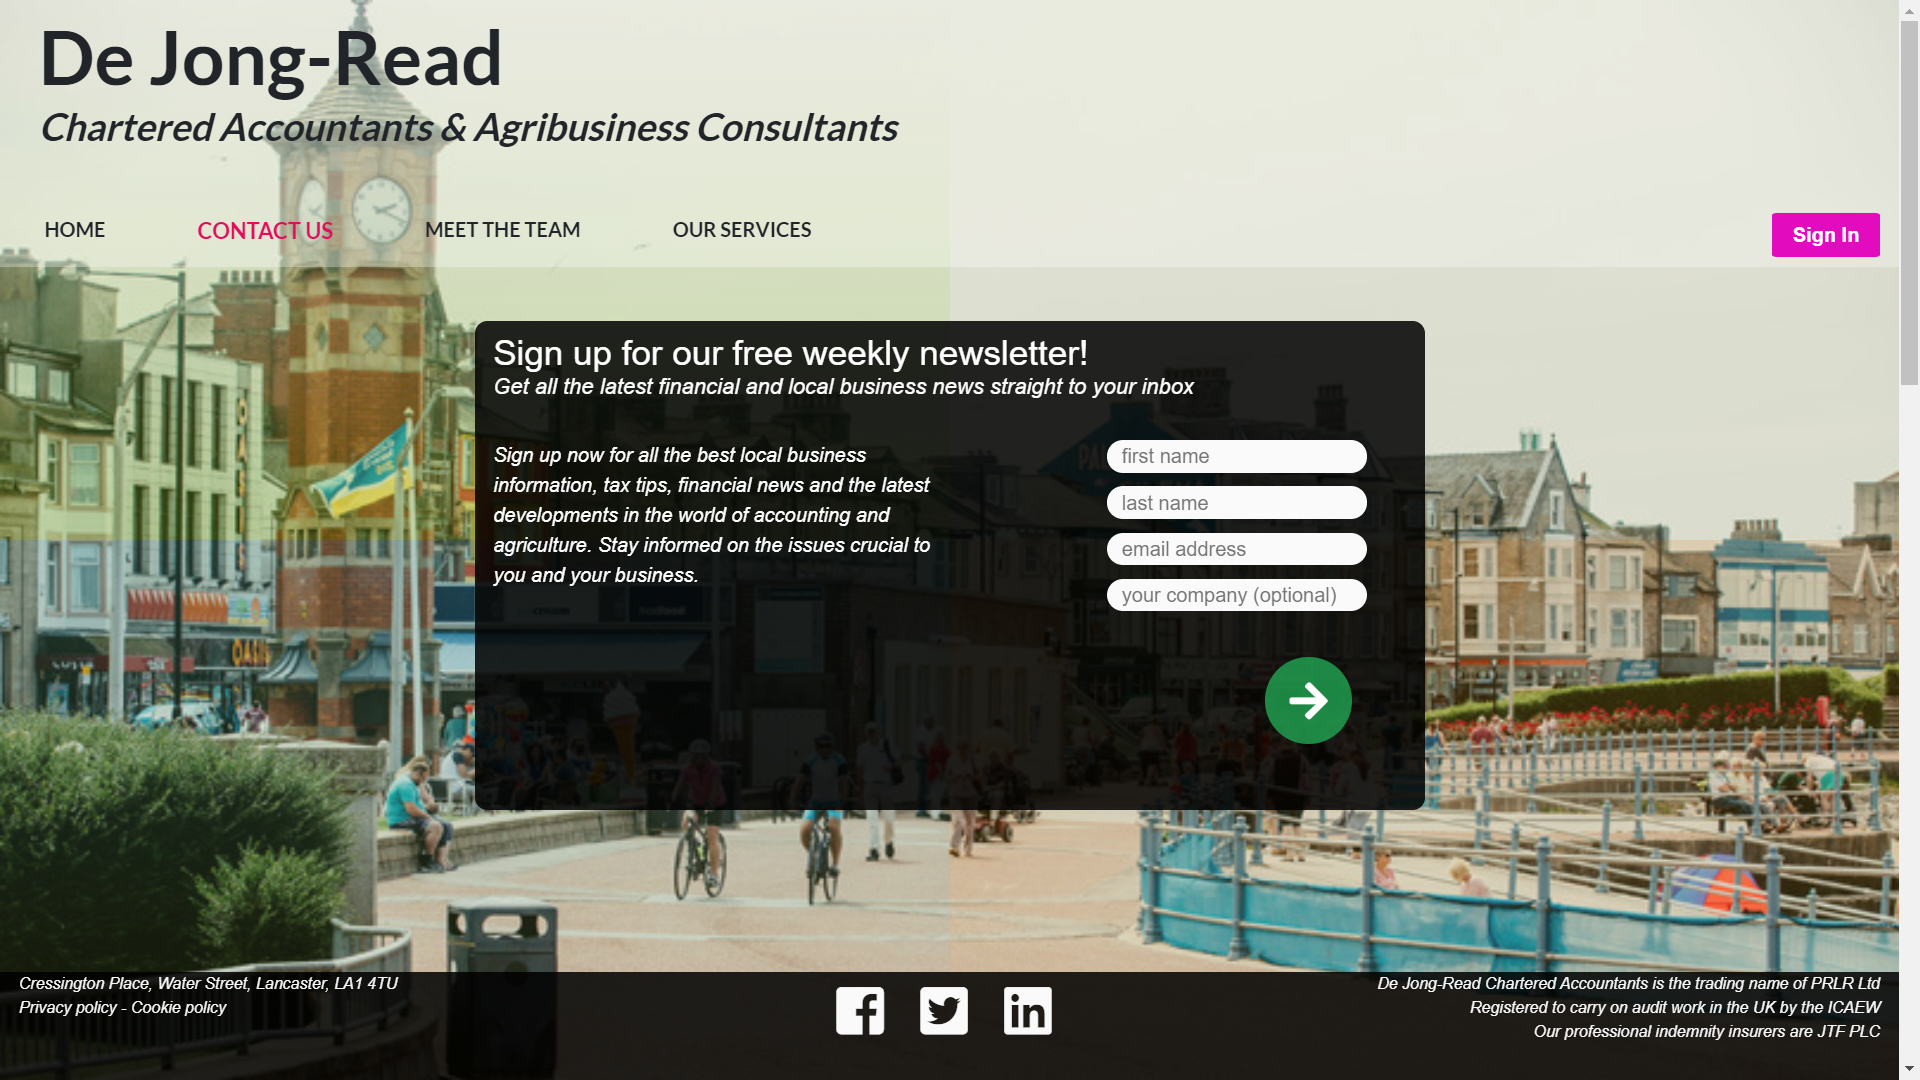 De Jong-Read
Chartered Accountants & Agribusiness Consultants
HOME
CONTACT US
MEET THE TEAM
OUR SERVICES
Sign In
Sign up for our free weekly newsletter!
Get all the latest financial and local business news straight to your inbox
Sign up now for all the best local business
information, tax tips, financial news and the latest
developments in the world of accounting and
agriculture. Stay informed on the issues crucial to
you and your business.
first name
last name
email address
your company (optional)
OASIS
Cressington Place, Water Street, Lancaster, LA1 4TU
Privacy policy - Cookie policy
De Jong-Read Chartered Accountants is the trading name of PRLR Ltd
Registered to carry on audit work in the UK by the ICAEW
Our professional indemnity insurers are JTF PLC